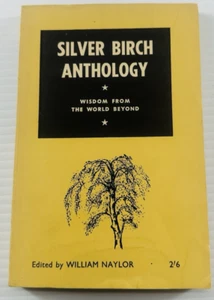 SILVER BIRCH
ANTHOLOGY
WISDOM FROM
THE WORLD BEYOND
Edited by WILLIAM NAYLOR 2/6